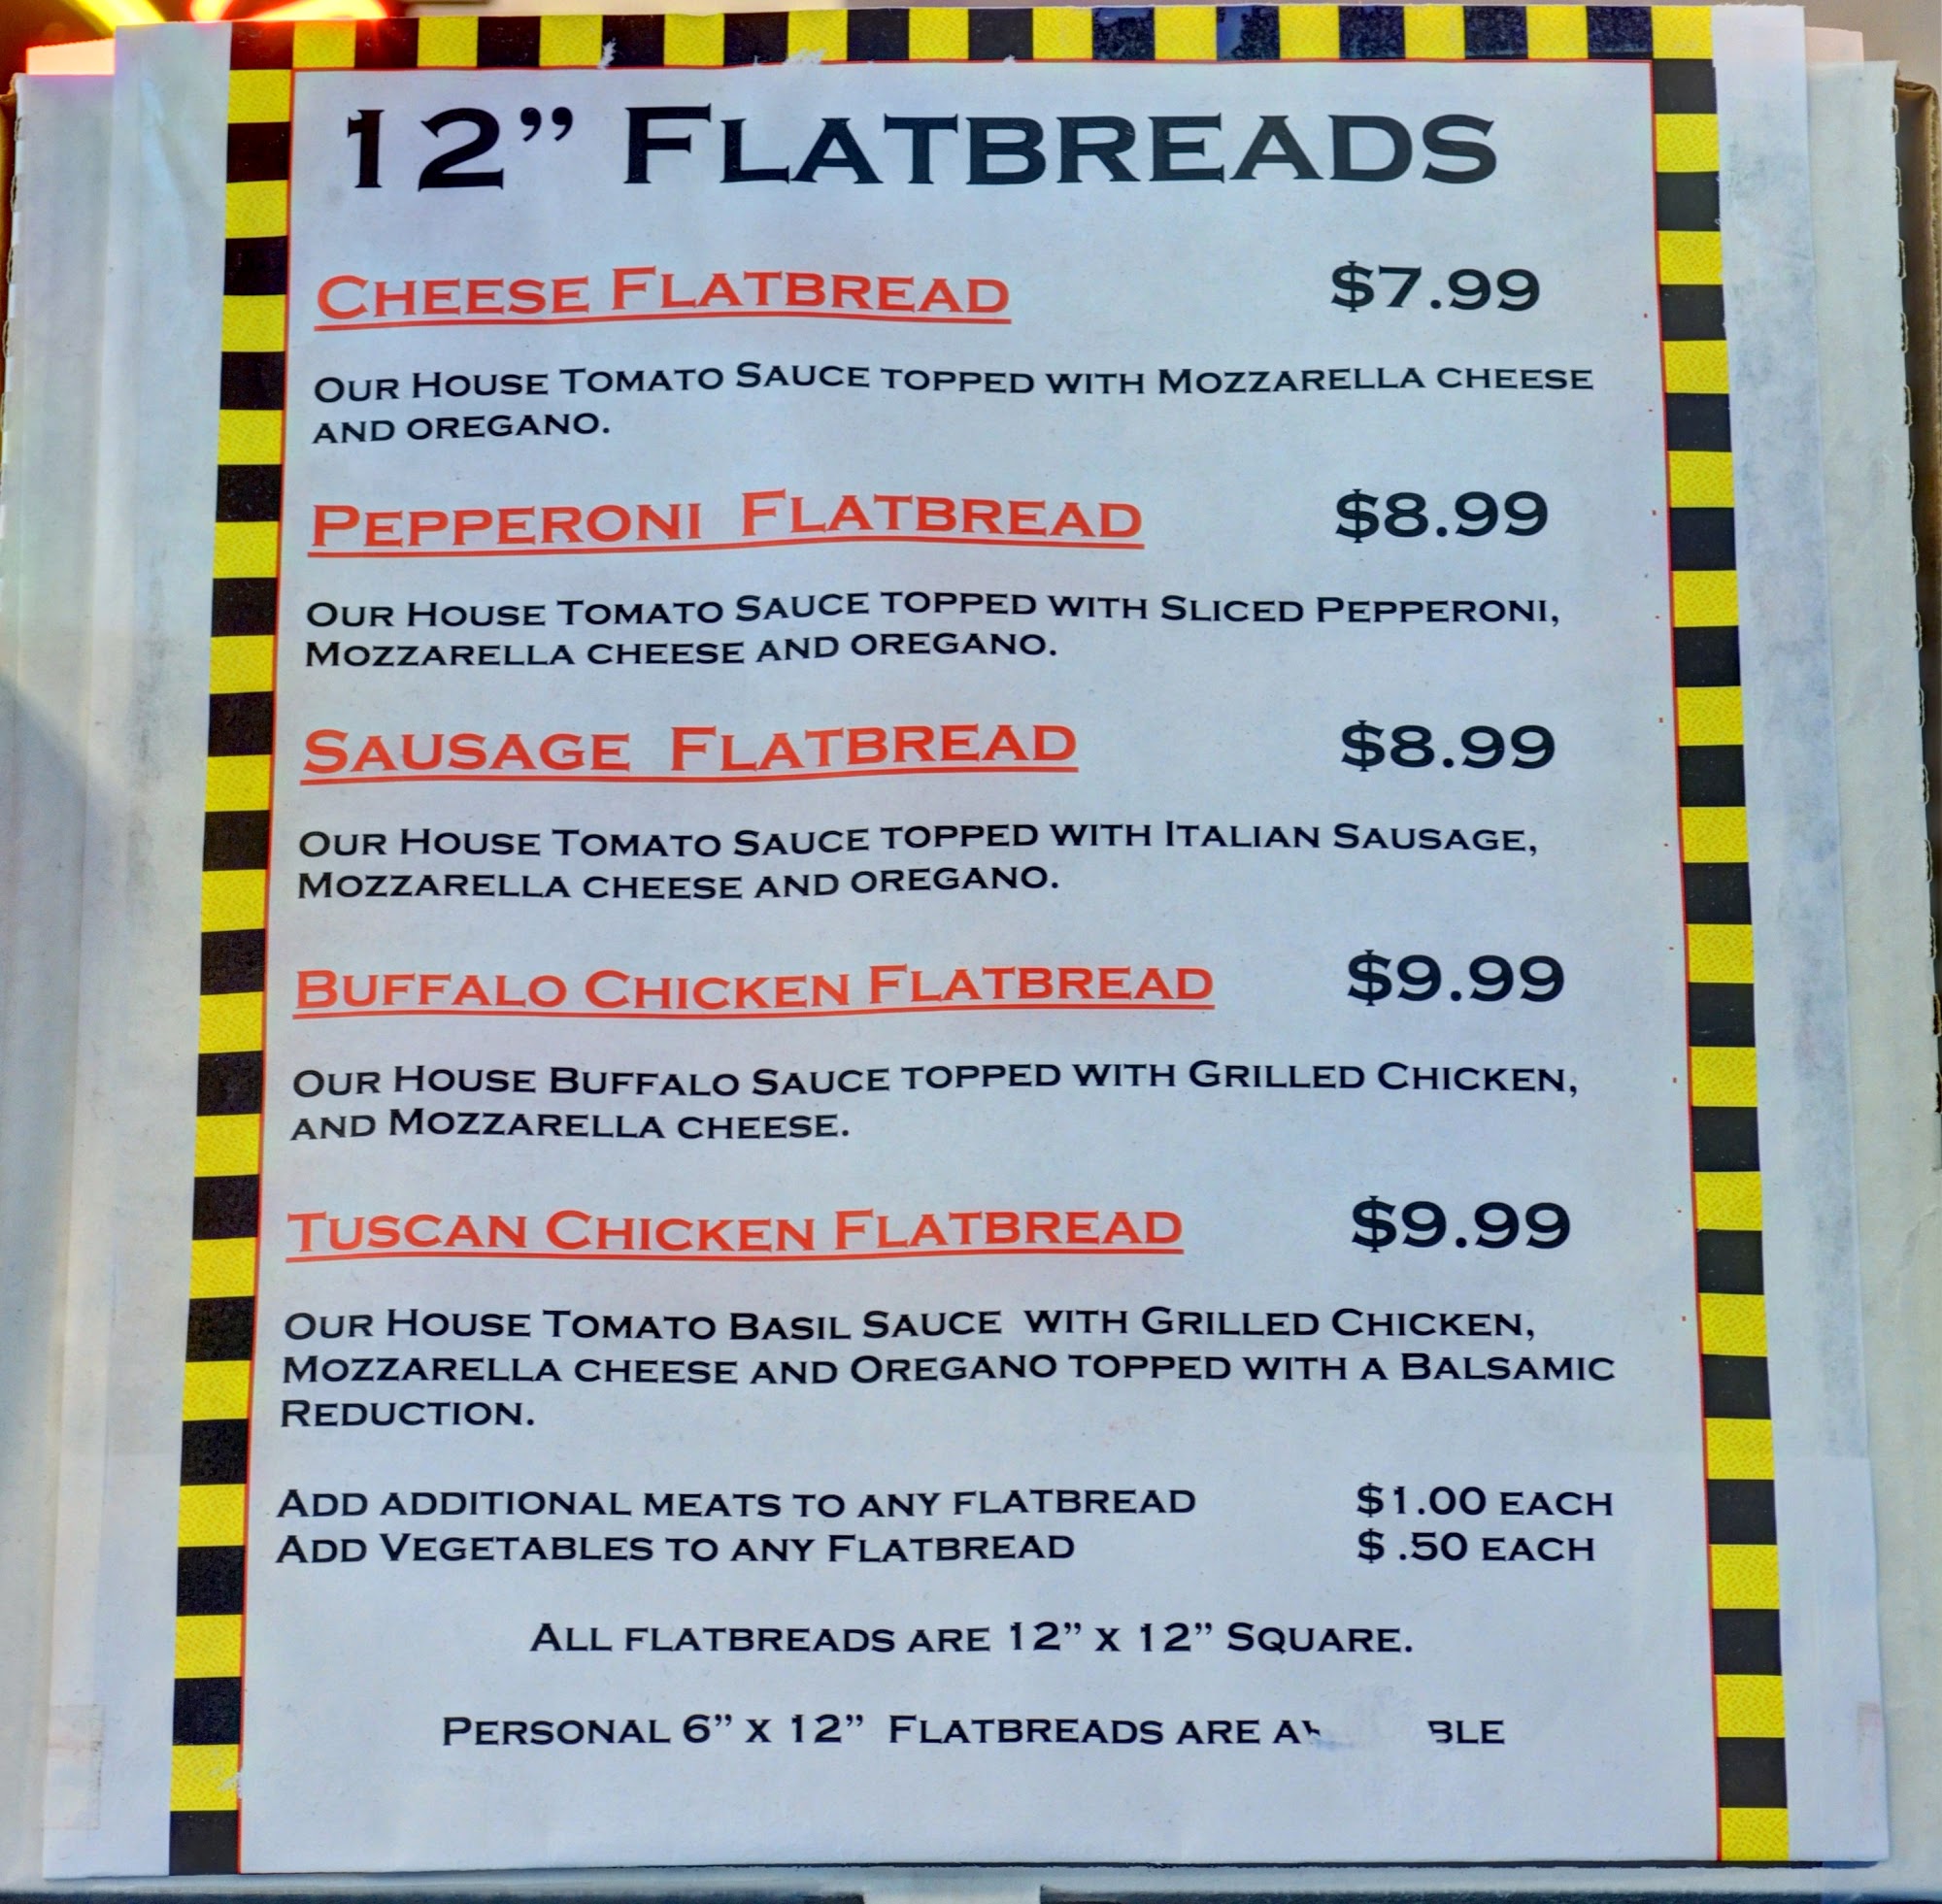 12” FLATBREADS
CHEESE FLATBREAD $7.99
OUR HOUSE TOMATO SAUCE TOPPED WITH MOZZARELLA CHEESE
AND OREGANO.
PEPPERONI FLATBREAD $8.99
OUR HOUSE TOMATO SAUCE TOPPED WITH SLICED PEPPERONI,
MOZZARELLA CHEESE AND OREGANO.
SAUSAGE FLATBREAD $8.99
OUR HOUSE TOMATO SAUCE TOPPED WITH ITALIAN SAUSAGE,
MOZZARELLA CHEESE AND OREGANO.
BUFFALO CHICKEN FLATBREAD $9.99
OUR HOUSE BUFFALO SAUCE TOPPED WITH GRILLED CHICKEN,
AND MOZZARELLA CHEESE.
TUSCAN CHICKEN FLATBREAD $9.99
OUR HOUSE TOMATO BASIL SAUCE WITH GRILLED CHICKEN,
MOZZARELLA CHEESE AND OREGANO TOPPED WITH A BALSAMIC
REDUCTION.
ADD ADDITIONAL MEATS TO ANY FLATBREAD $1.00 EACH
ADD VEGETABLES TO ANY FLATBREAD $ .50 EACH
ALL FLATBREADS ARE 12” X 12” SQUARE.
PERSONAL 6” X 12” FLATBREADS ARE